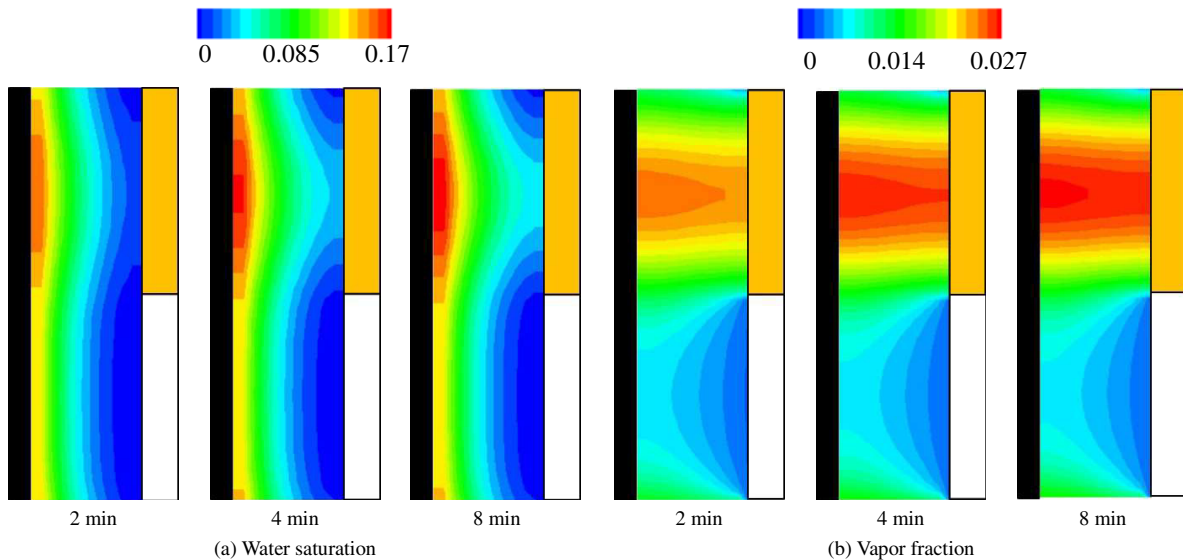 0 0.085 0.17
0 0.014 0.027
2 min 4 min 8 min 2 min 4 min 8 min
(a) Water saturation (b) Vapor fraction